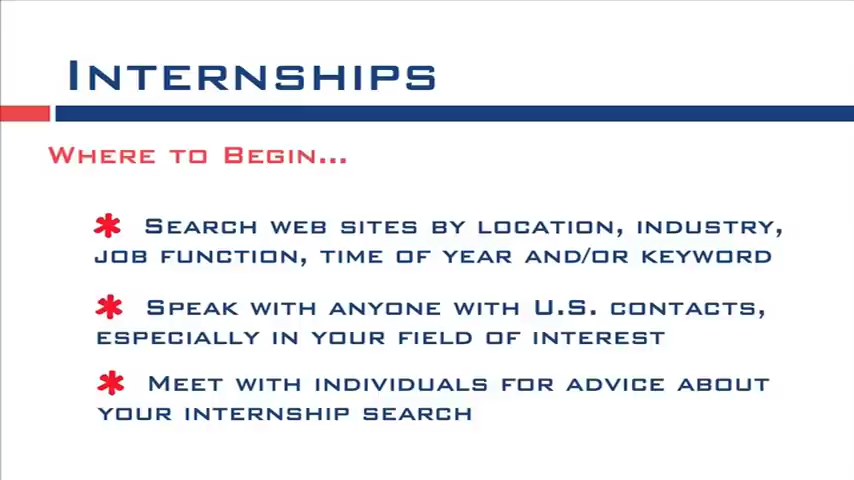 INTERNSHIPS
WHERE TO BEGIN...
* SEARCH WEB SITES BY LOCATION, INDUSTRY,
JOB FUNCTION, TIME OF YEAR AND/OR KEYWORD
* SPEAK WITH ANYONE WITH U.S. CONTACTS,
ESPECIALLY IN YOUR FIELD OF INTEREST
* MEET WITH INDIVIDUALS FOR ADVICE ABOUT
YOUR INTERNSHIP SEARCH